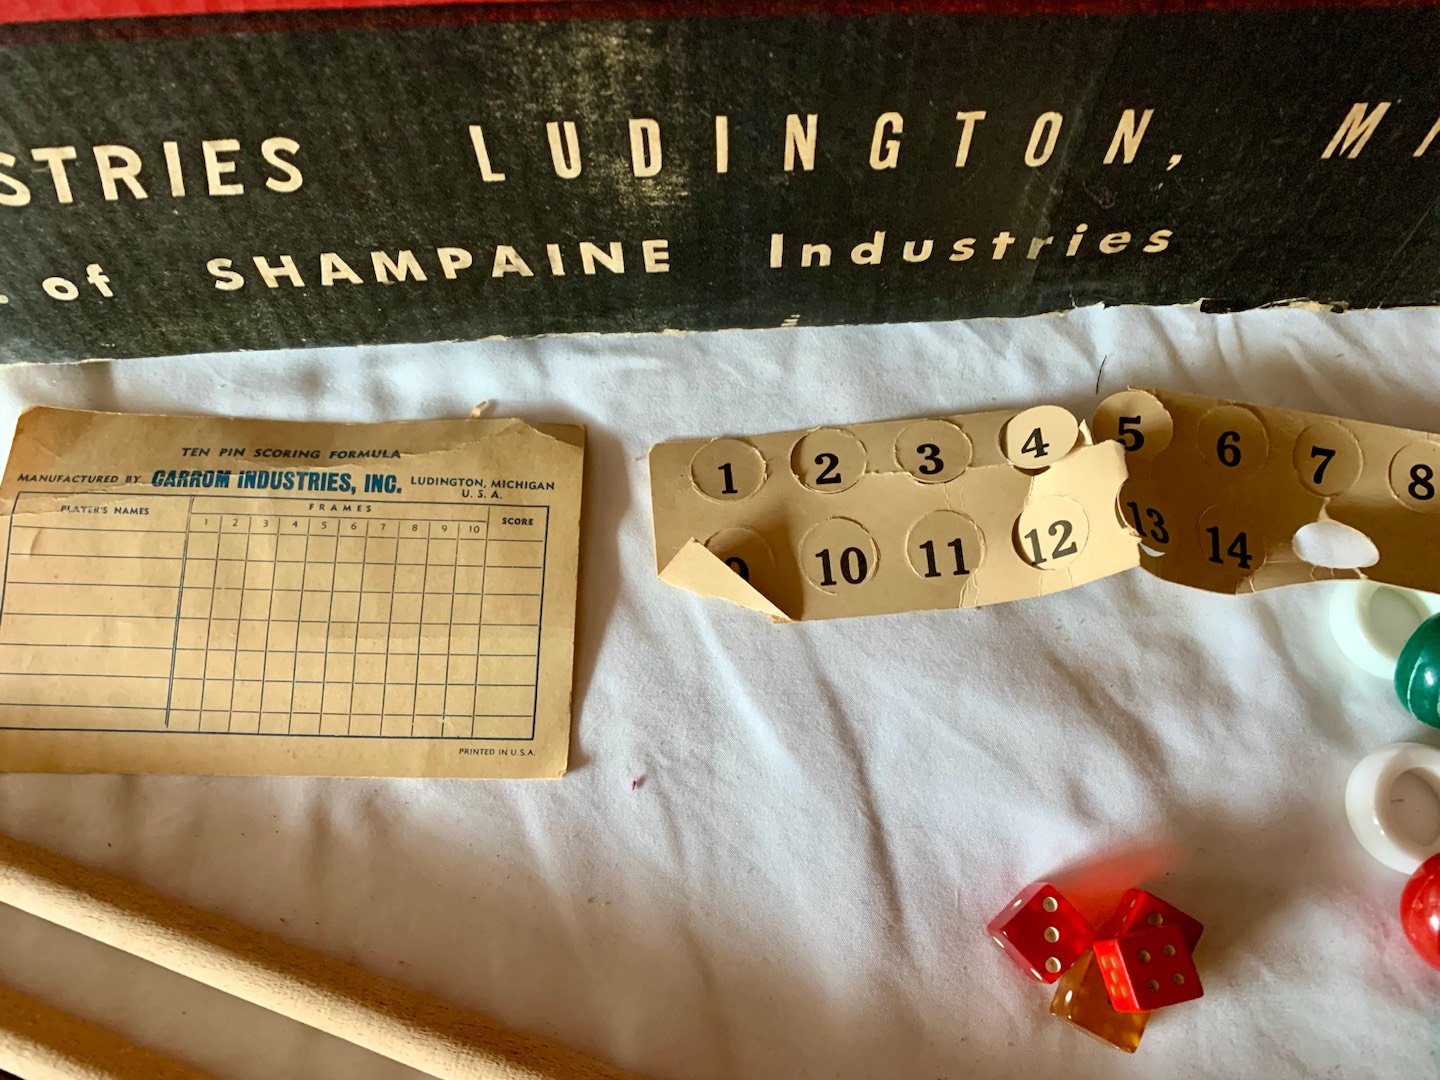 STRIES LUDINGTON, MI
. of SHAMPAINE Industries
TEN PIN SCORING FORMULA
MANUFACTURED BY CARROM INDUSTRIES, INC. LUDINGTON, MICHIGAN
U. S. A.
PLAYER'S NAMES
FRAMES
SCORE
1 2 3 4 5 6 7 8 9 10
PRINTED IN U.S.A.
1 2 3 4 5 6 7 8
9 10 11 12 13 14